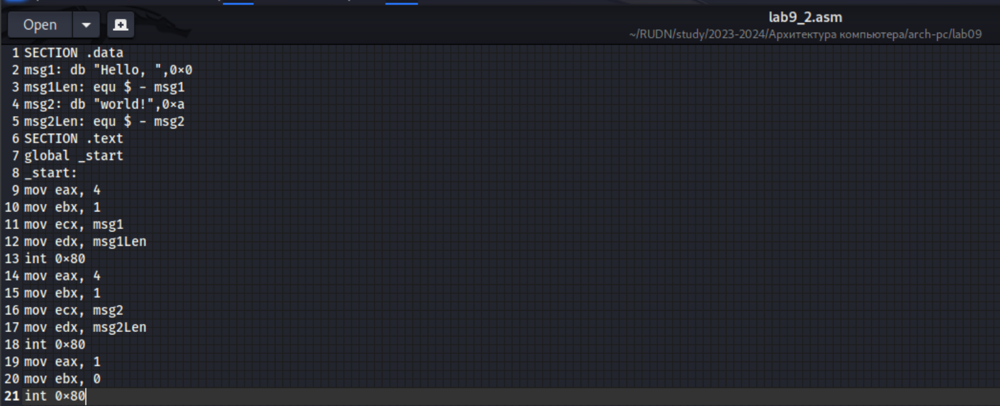 Open
lab9_2.asm
~/RUDN/study/2023-2024/Архитектура компьютера/arch-pc/lab09
1 SECTION .data
2 msg1: db "Hello, ",0×0
3 msg1Len: equ $ - msg1
4 msg2: db "world!",0×a
5 msg2Len: equ $ - msg2
6 SECTION .text
7 global _start
8 _start:
9 mov eax, 4
10 mov ebx, 1
11 mov ecx, msg1
12 mov edx, msg1Len
13 int 0×80
14 mov eax, 4
15 mov ebx, 1
16 mov ecx, msg2
17 mov edx, msg2Len
18 int 0×80
19 mov eax, 1
20 mov ebx, 0
21 int 0×80